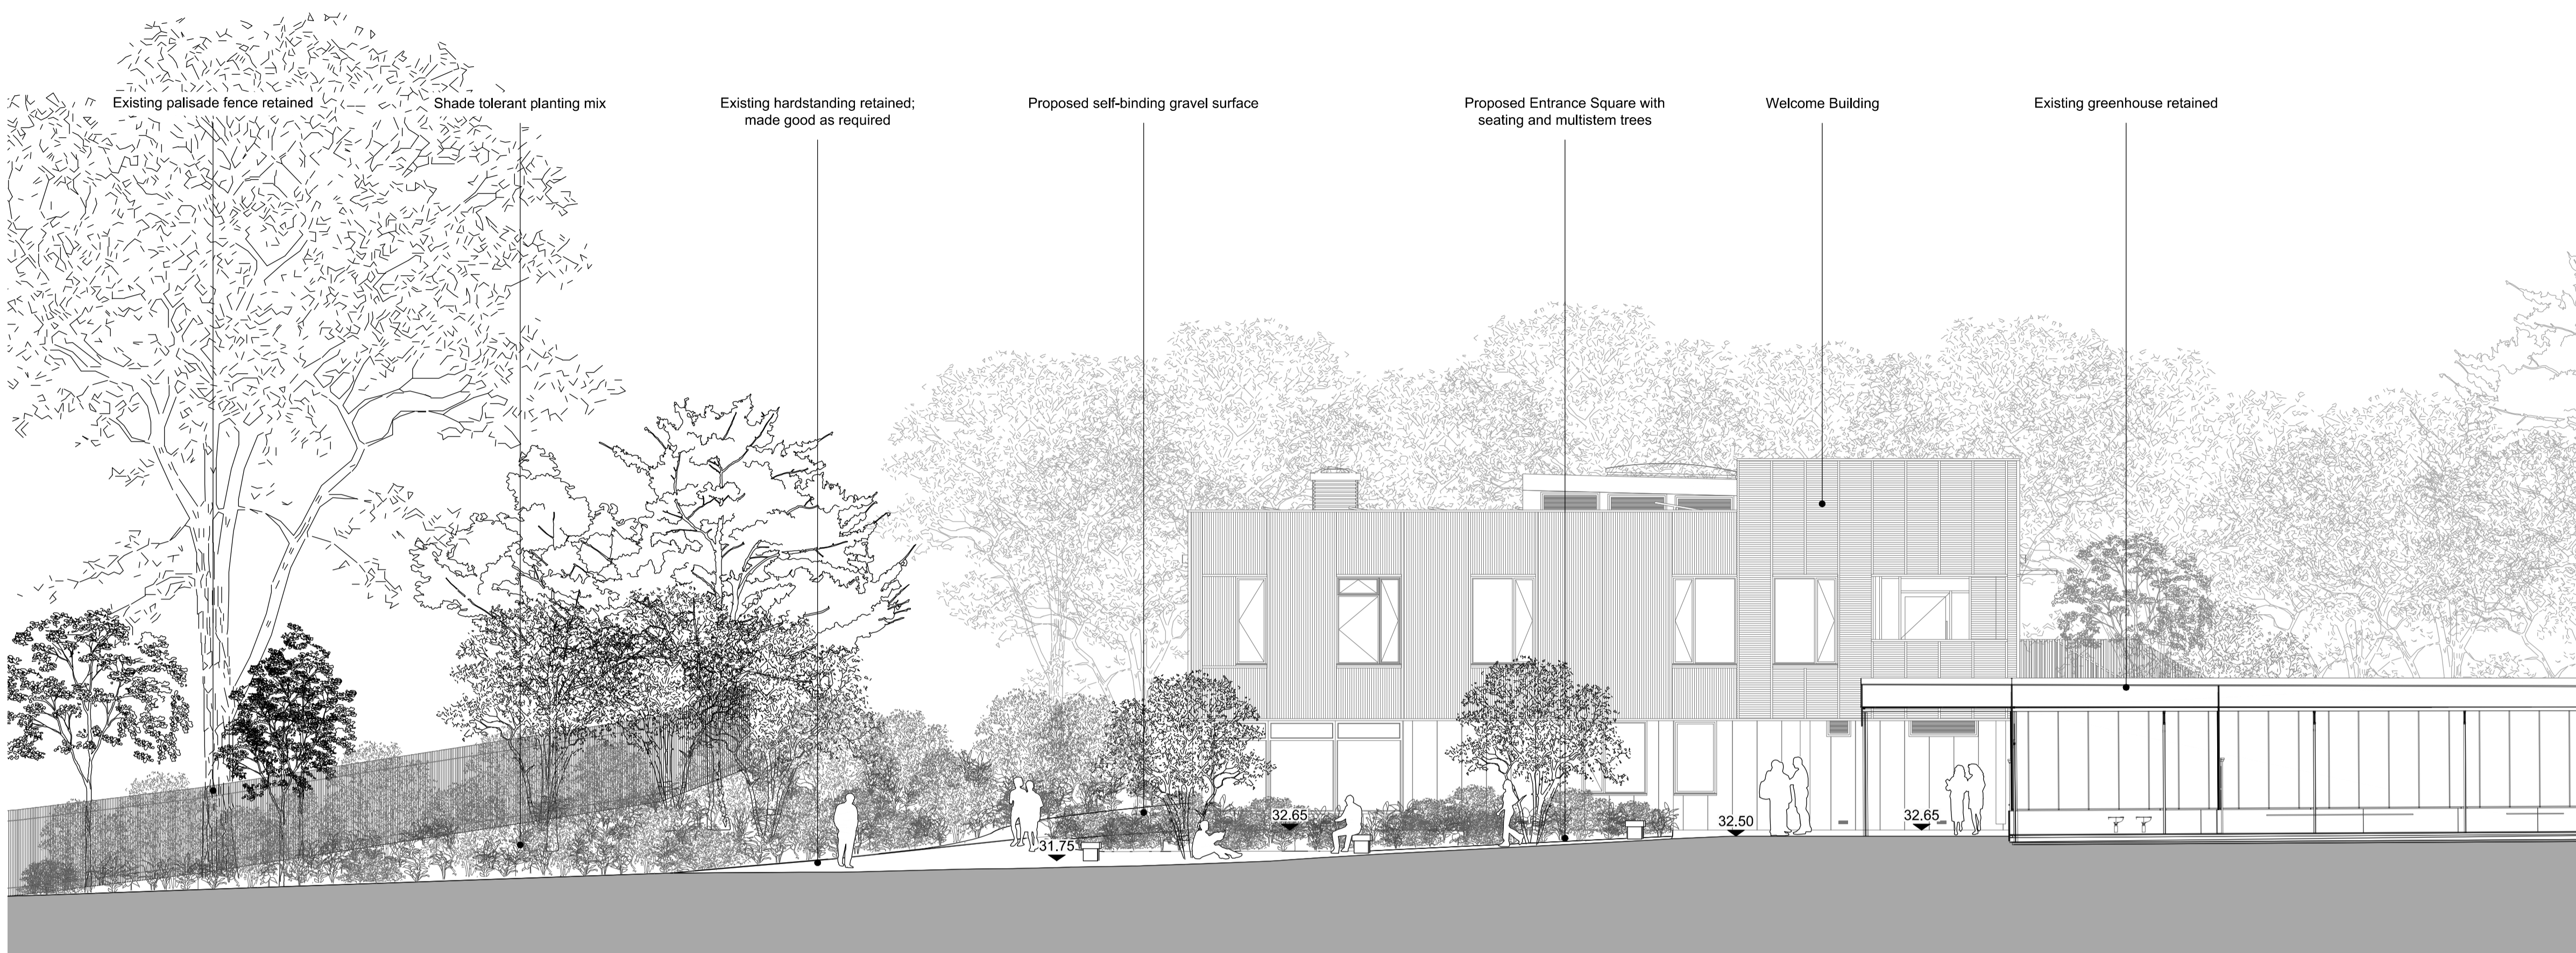 Existing palisade fence retained
Shade tolerant planting mix
Existing hardstanding retained;
made good as required
Proposed self-binding gravel surface
Proposed Entrance Square with
seating and multistem trees
Welcome Building
Existing greenhouse retained
32.65
31.75
32.50
32.65